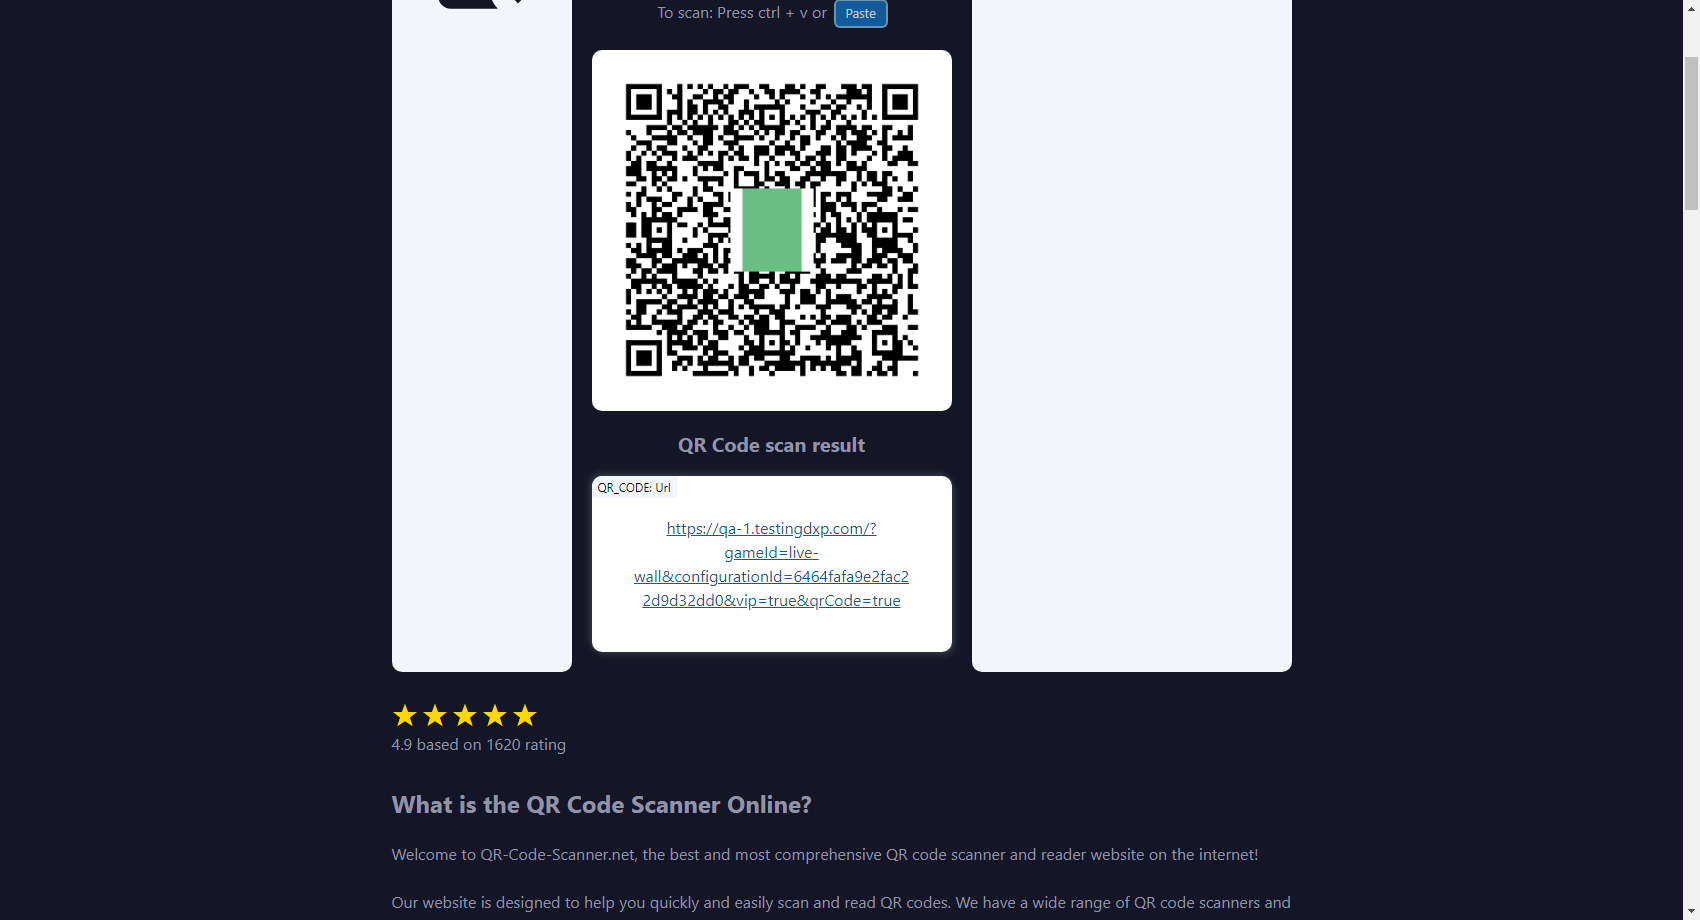 To scan: Press ctrl + v or Paste
QR Code scan result
QR_CODE: Url
https://qa-1.testingdxp.com/?
gameId=live-
wall&configurationId=6464fafa9e2fac2
2d9d32dd0&vip=true&qrCode=true
4.9 based on 1620 rating
What is the QR Code Scanner Online?
Welcome to QR-Code-Scanner.net, the best and most comprehensive QR code scanner and reader website on the internet!
Our website is designed to help you quickly and easily scan and read QR codes. We have a wide range of QR code scanners and